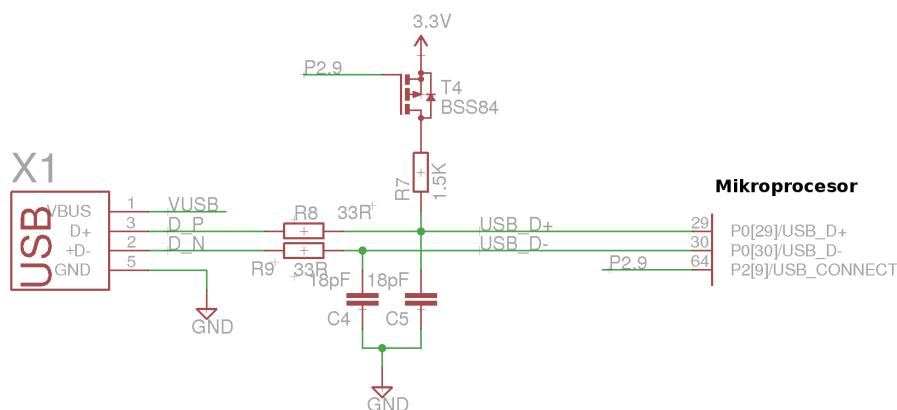 3.3V
P2.9
T4
BSS84
X1
R7
1.5K
Mikroprocesor
USB
VBUS
1
VUSB
R8
33R
D+
3
D_P
USB_D+
29
P0[29]/USB_D+
D-
2
D_N
USB_D-
30
P0[30]/USB_D-
GND
5
R9
33R
P2.9
64
P2[9]/USB_CONNECT
18pF
18pF
C4
C5
GND
GND